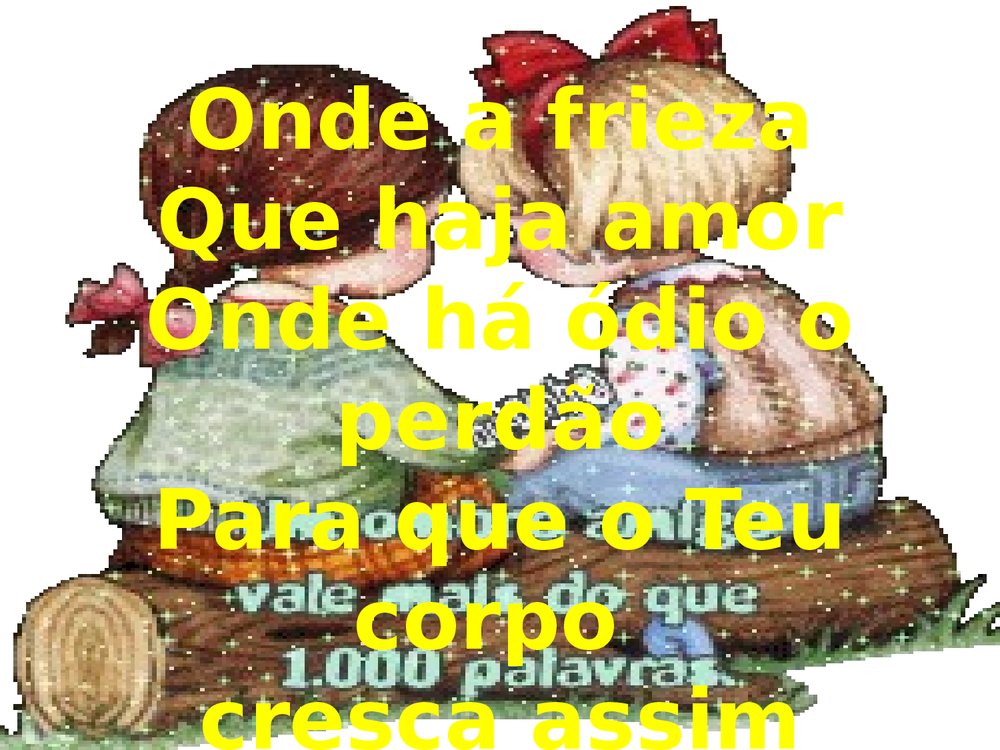 Onde a frieza
Que haja amor
Onde há ódio o
perdão
Para que o Teu
amigo
vale mais do que
corpo
1.000 palavras.
cresca assim